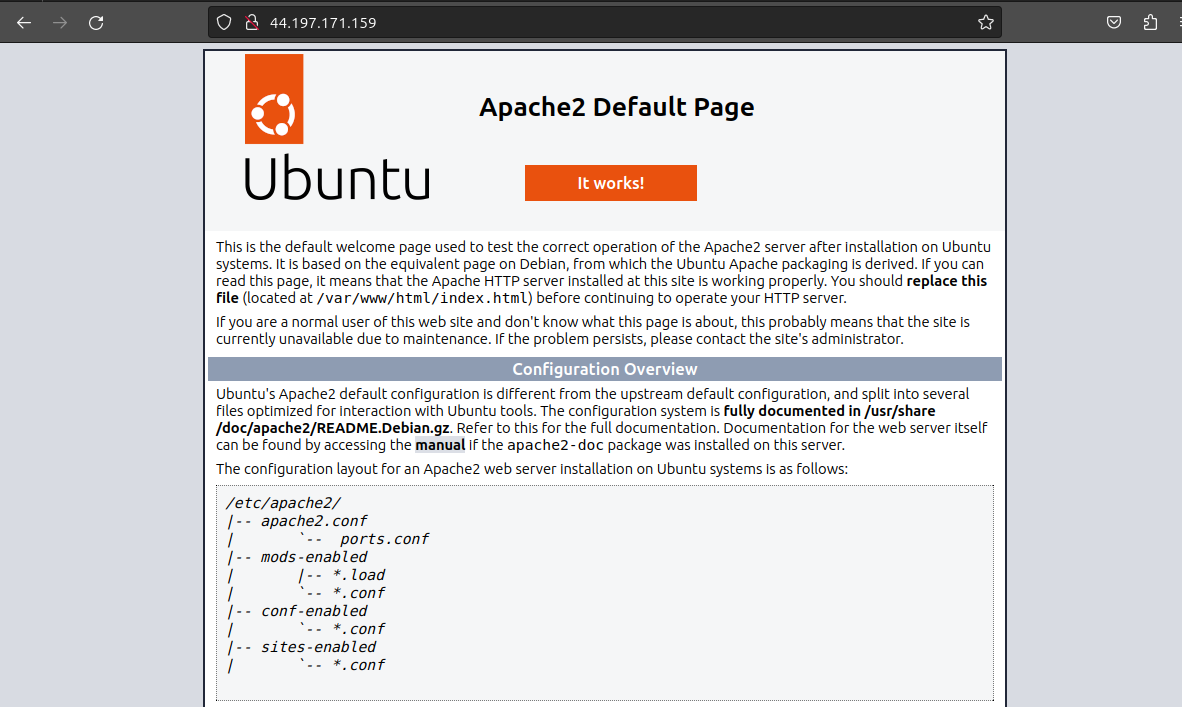 44.197.171.159
Apache2 Default Page
Ubuntu
It works!
This is the default welcome page used to test the correct operation of the Apache2 server after installation on Ubuntu
systems. It is based on the equivalent page on Debian, from which the Ubuntu Apache packaging is derived. If you can
read this page, it means that the Apache HTTP server installed at this site is working properly. You should replace this
file (located at /var/www/html/index.html) before continuing to operate your HTTP server.
If you are a normal user of this web site and don't know what this page is about, this probably means that the site is
currently unavailable due to maintenance. If the problem persists, please contact the site's administrator.
Configuration Overview
Ubuntu's Apache2 default configuration is different from the upstream default configuration, and split into several
files optimized for interaction with Ubuntu tools. The configuration system is fully documented in /usr/share
/doc/apache2/README.Debian.gz. Refer to this for the full documentation. Documentation for the web server itself
can be found by accessing the manual if the apache2-doc package was installed on this server.
The configuration layout for an Apache2 web server installation on Ubuntu systems is as follows:
/etc/apache2/
|-- apache2.conf
|       `--  ports.conf
|-- mods-enabled
|       |-- *.load
|       `-- *.conf
|-- conf-enabled
|       `-- *.conf
|-- sites-enabled
|       `-- *.conf